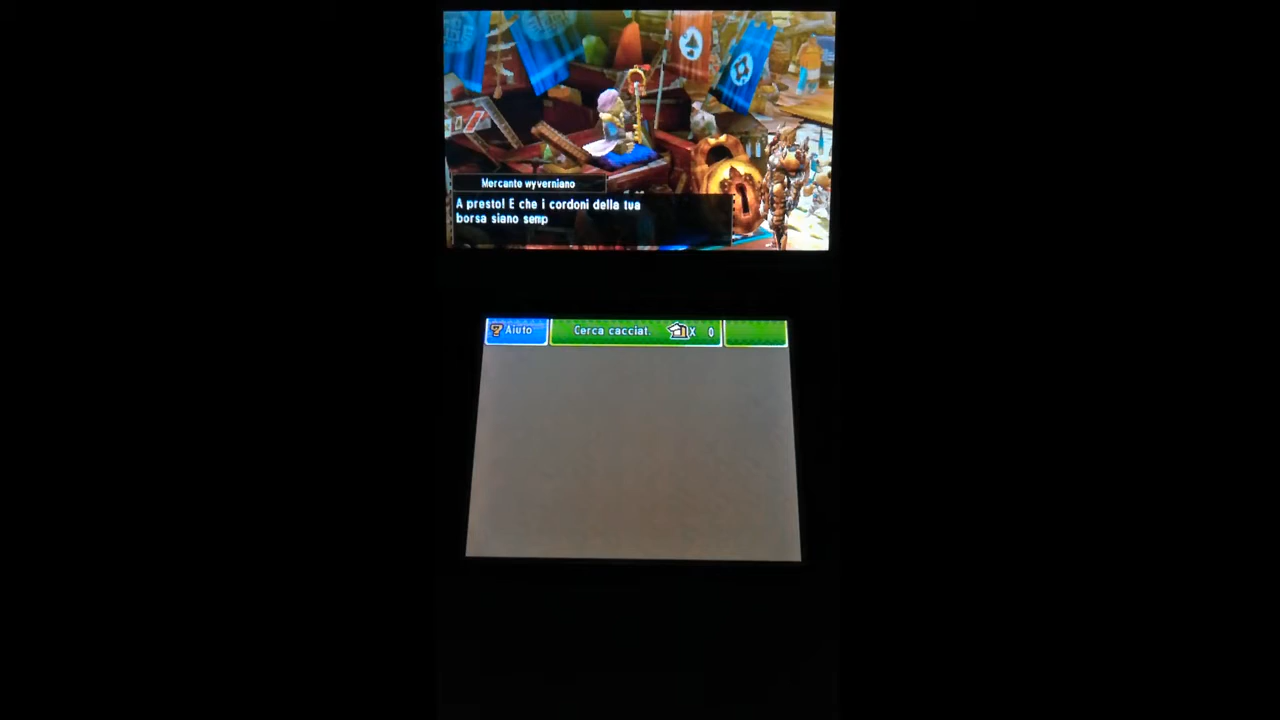 Mercante wyverniano
A presto! E che i cordoni della tua
borsa siano semp
? Aiuto
Cerca cacciat. X 0